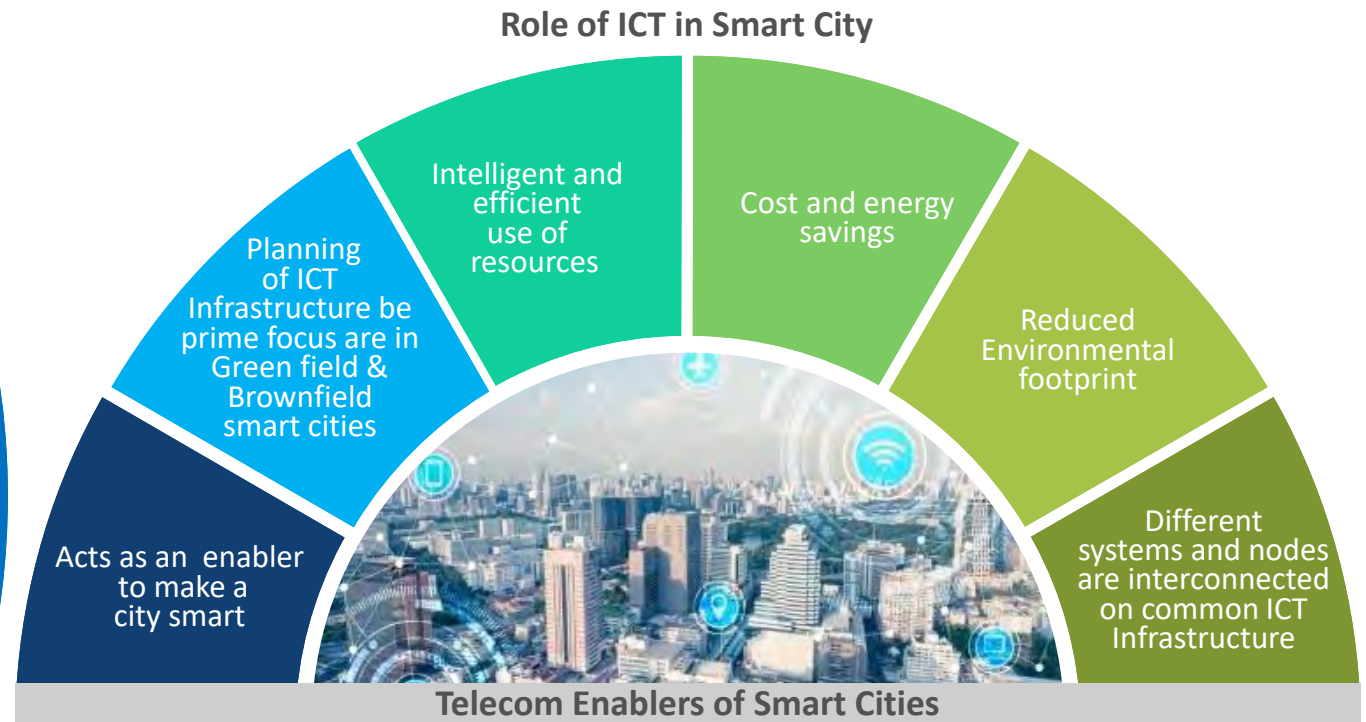 Role of ICT in Smart City
Acts as an enabler
to make a
city smart
Planning
of ICT
Infrastructure be
prime focus are in
Green field &
Brownfield
smart cities
Intelligent and
efficient
use of
resources
Cost and energy
savings
Reduced
Environmental
footprint
Different
systems and nodes
are interconnected
on common ICT
Infrastructure
Telecom Enablers of Smart Cities